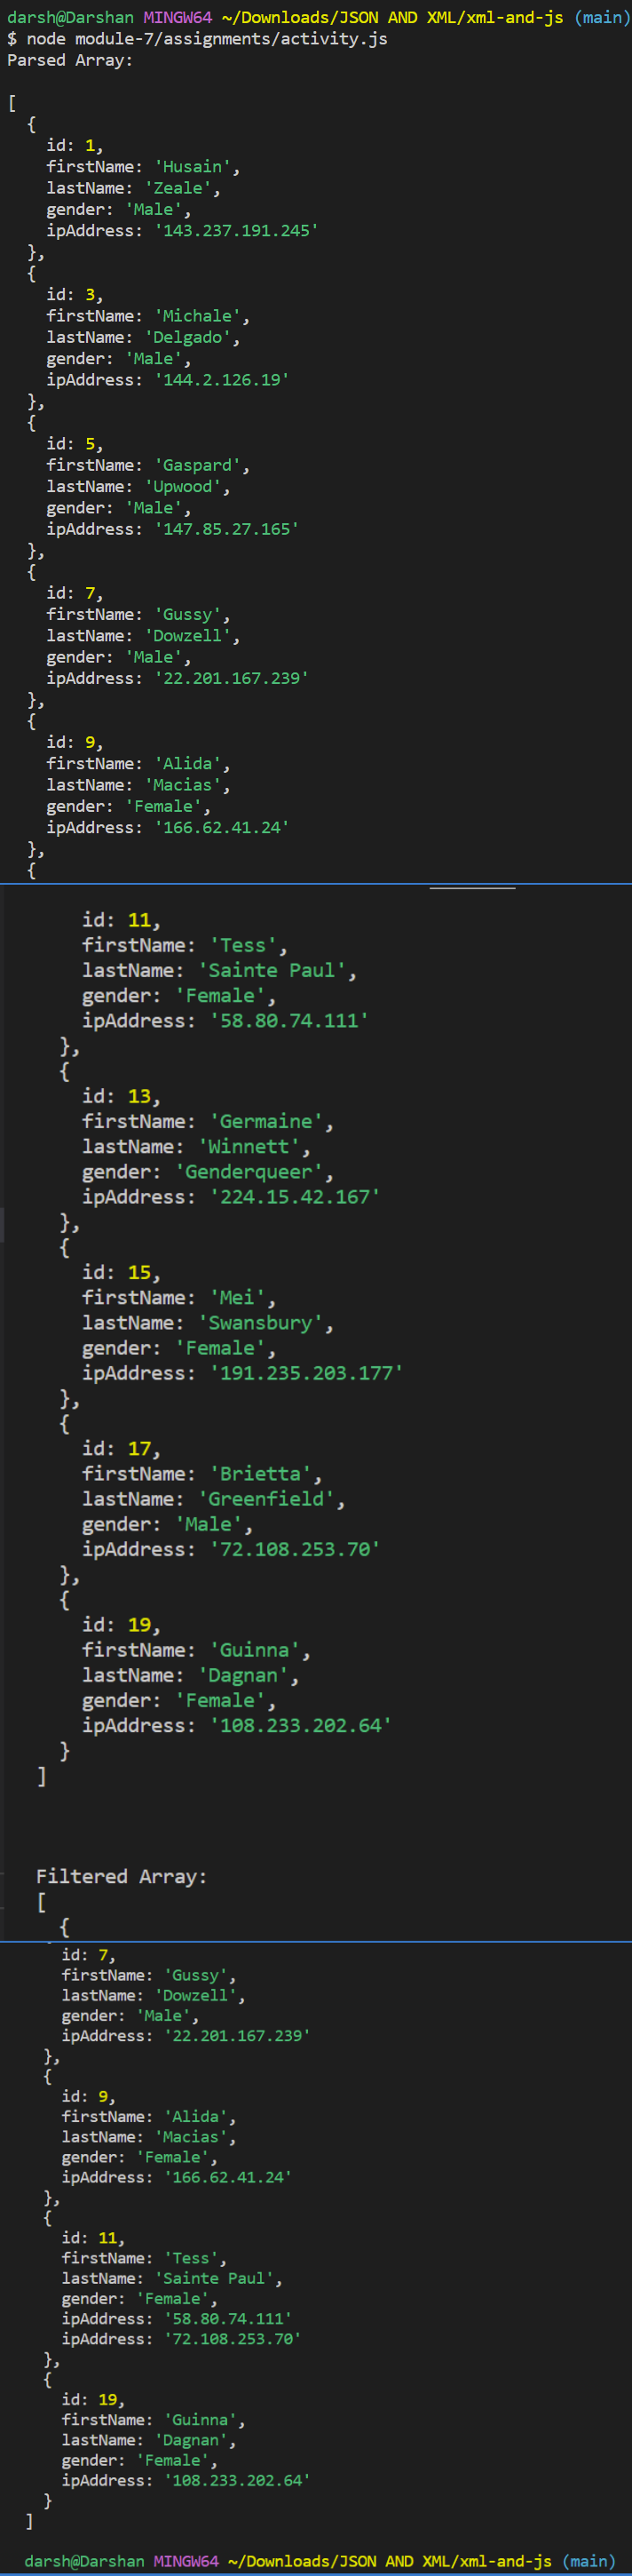 darsh@Darshan MINGW64 ~/Downloads/JSON AND XML/xml-and-js (main)
$ node module-7/assignments/activity.js
Parsed Array:

[
  {
    id: 1,
    firstName: 'Husain',
    lastName: 'Zeale',
    gender: 'Male',
    ipAddress: '143.237.191.245'
  },
  {
    id: 3,
    firstName: 'Michale',
    lastName: 'Delgado',
    gender: 'Male',
    ipAddress: '144.2.126.19'
  },
  {
    id: 5,
    firstName: 'Gaspard',
    lastName: 'Upwood',
    gender: 'Male',
    ipAddress: '147.85.27.165'
  },
  {
    id: 7,
    firstName: 'Gussy',
    lastName: 'Dowzell',
    gender: 'Male',
    ipAddress: '22.201.167.239'
  },
  {
    id: 9,
    firstName: 'Alida',
    lastName: 'Macias',
    gender: 'Female',
    ipAddress: '166.62.41.24'
  },
  {
    id: 11,
    firstName: 'Tess',
    lastName: 'Sainte Paul',
    gender: 'Female',
    ipAddress: '58.80.74.111'
  },
  {
    id: 13,
    firstName: 'Germaine',
    lastName: 'Winnett',
    gender: 'Genderqueer',
    ipAddress: '224.15.42.167'
  },
  {
    id: 15,
    firstName: 'Mei',
    lastName: 'Swansbury',
    gender: 'Female',
    ipAddress: '191.235.203.177'
  },
  {
    id: 17,
    firstName: 'Brietta',
    lastName: 'Greenfield',
    gender: 'Male',
    ipAddress: '72.108.253.70'
  },
  {
    id: 19,
    firstName: 'Guinna',
    lastName: 'Dagnan',
    gender: 'Female',
    ipAddress: '108.233.202.64'
  }
]

Filtered Array:
[
  {
    id: 7,
    firstName: 'Gussy',
    lastName: 'Dowzell',
    gender: 'Male',
    ipAddress: '22.201.167.239'
  },
  {
    id: 9,
    firstName: 'Alida',
    lastName: 'Macias',
    gender: 'Female',
    ipAddress: '166.62.41.24'
  },
  {
    id: 11,
    firstName: 'Tess',
    lastName: 'Sainte Paul',
    gender: 'Female',
    ipAddress: '58.80.74.111'
    ipAddress: '72.108.253.70'
  },
  {
    id: 19,
    firstName: 'Guinna',
    lastName: 'Dagnan',
    gender: 'Female',
    ipAddress: '108.233.202.64'
  }
]

darsh@Darshan MINGW64 ~/Downloads/JSON AND XML/xml-and-js (main)